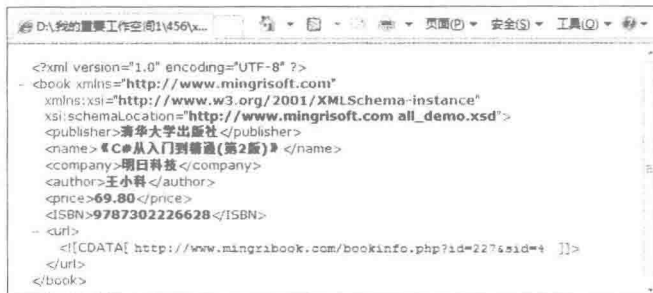 D:\我的重要工作空间1\456\x... 页面(P) 安全(S) 工具(O)
<?xml version="1.0" encoding="UTF-8" ?>
- <book xmlns="http://www.mingrisoft.com"
xmlns:xsi="http://www.w3.org/2001/XMLSchema-instance"
xsi:schemaLocation="http://www.mingrisoft.com all_demo.xsd">
<publisher>清华大学出版社</publisher>
<name>《C#从入门到精通(第2版)》</name>
<company>明日科技</company>
<author>王小科</author>
<price>69.80</price>
<ISBN>9787302226628</ISBN>
- <url>
<![CDATA[ http://www.mingribook.com/bookinfo.php?id=227&sid=4 ]]>
</url>
</book>